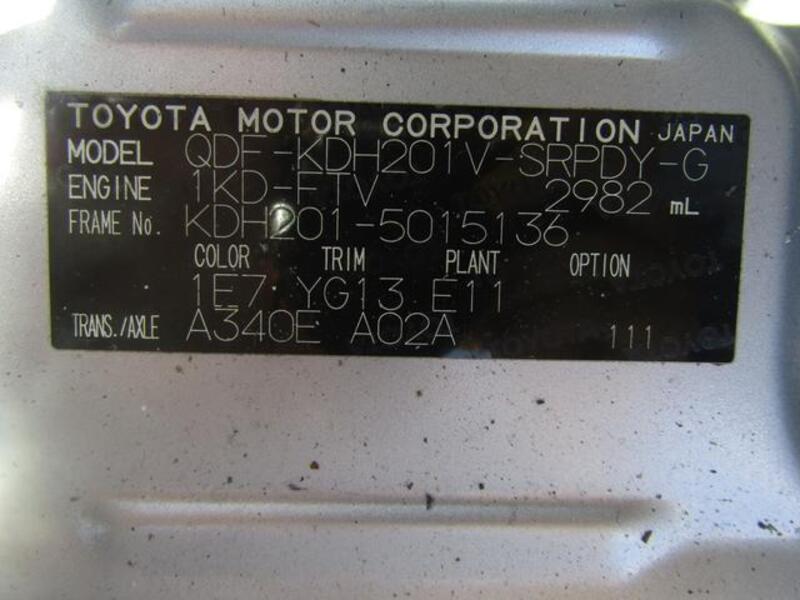 TOYOTA MOTOR CORPORATION JAPAN
MODEL QDF-KDH201V-SRPDY-G
ENGINE 1KD-FTV 2982 mL
FRAME No. KDH201-5015136
COLOR TRIM PLANT OPTION
1E7 YG13 E11
TRANS./AXLE A340E A02A 111